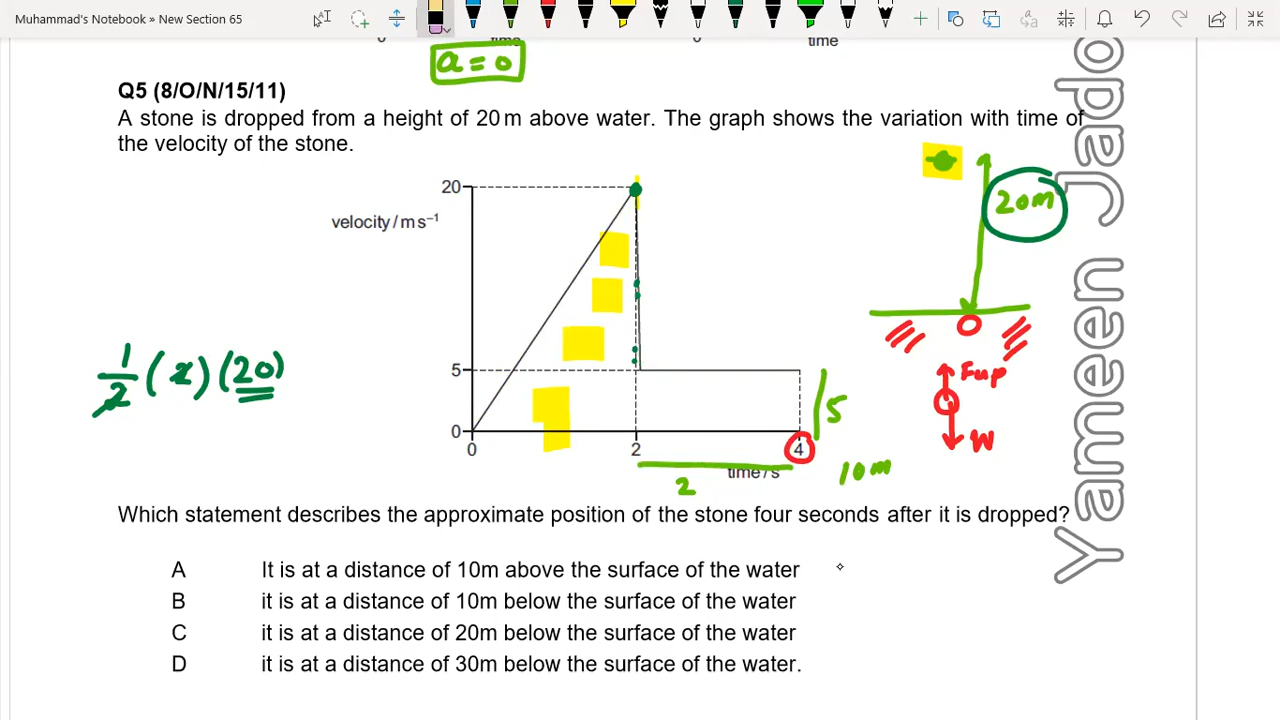 Muhammad's Notebook » New Section 65
0 time 0 time
a = 0
Q5 (8/O/N/15/11)
A stone is dropped from a height of 20 m above water. The graph shows the variation with time of
the velocity of the stone.
20
velocity / m s⁻¹
20m
1/2 (2) (20)
5
5
Fup
W
0
0 2 4
time / s
2
10m
Which statement describes the approximate position of the stone four seconds after it is dropped?
A It is at a distance of 10m above the surface of the water
B it is at a distance of 10m below the surface of the water
C it is at a distance of 20m below the surface of the water
D it is at a distance of 30m below the surface of the water.
Yameen Jado